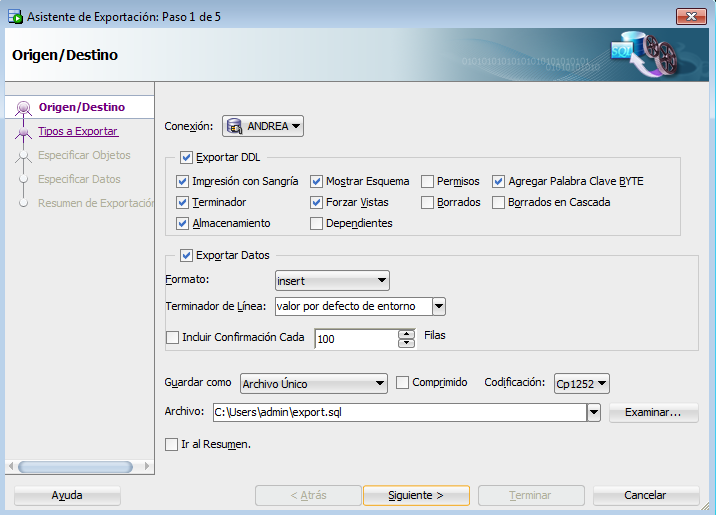 Asistente de Exportación: Paso 1 de 5
Origen/Destino
SQL
Origen/Destino
Tipos a Exportar
Especificar Objetos
Especificar Datos
Resumen de Exportación
Conexión: ANDREA
Exportar DDL
Impresión con Sangría Mostrar Esquema Permisos Agregar Palabra Clave BYTE
Terminador Forzar Vistas Borrados Borrados en Cascada
Almacenamiento Dependientes
Exportar Datos
Formato: insert
Terminador de Línea: valor por defecto de entorno
Incluir Confirmación Cada 100 Filas
Guardar como Archivo Único Comprimido Codificación: Cp1252
Archivo: C:\Users\admin\export.sql Examinar...
Ir al Resumen.
Ayuda < Atrás Siguiente > Terminar Cancelar